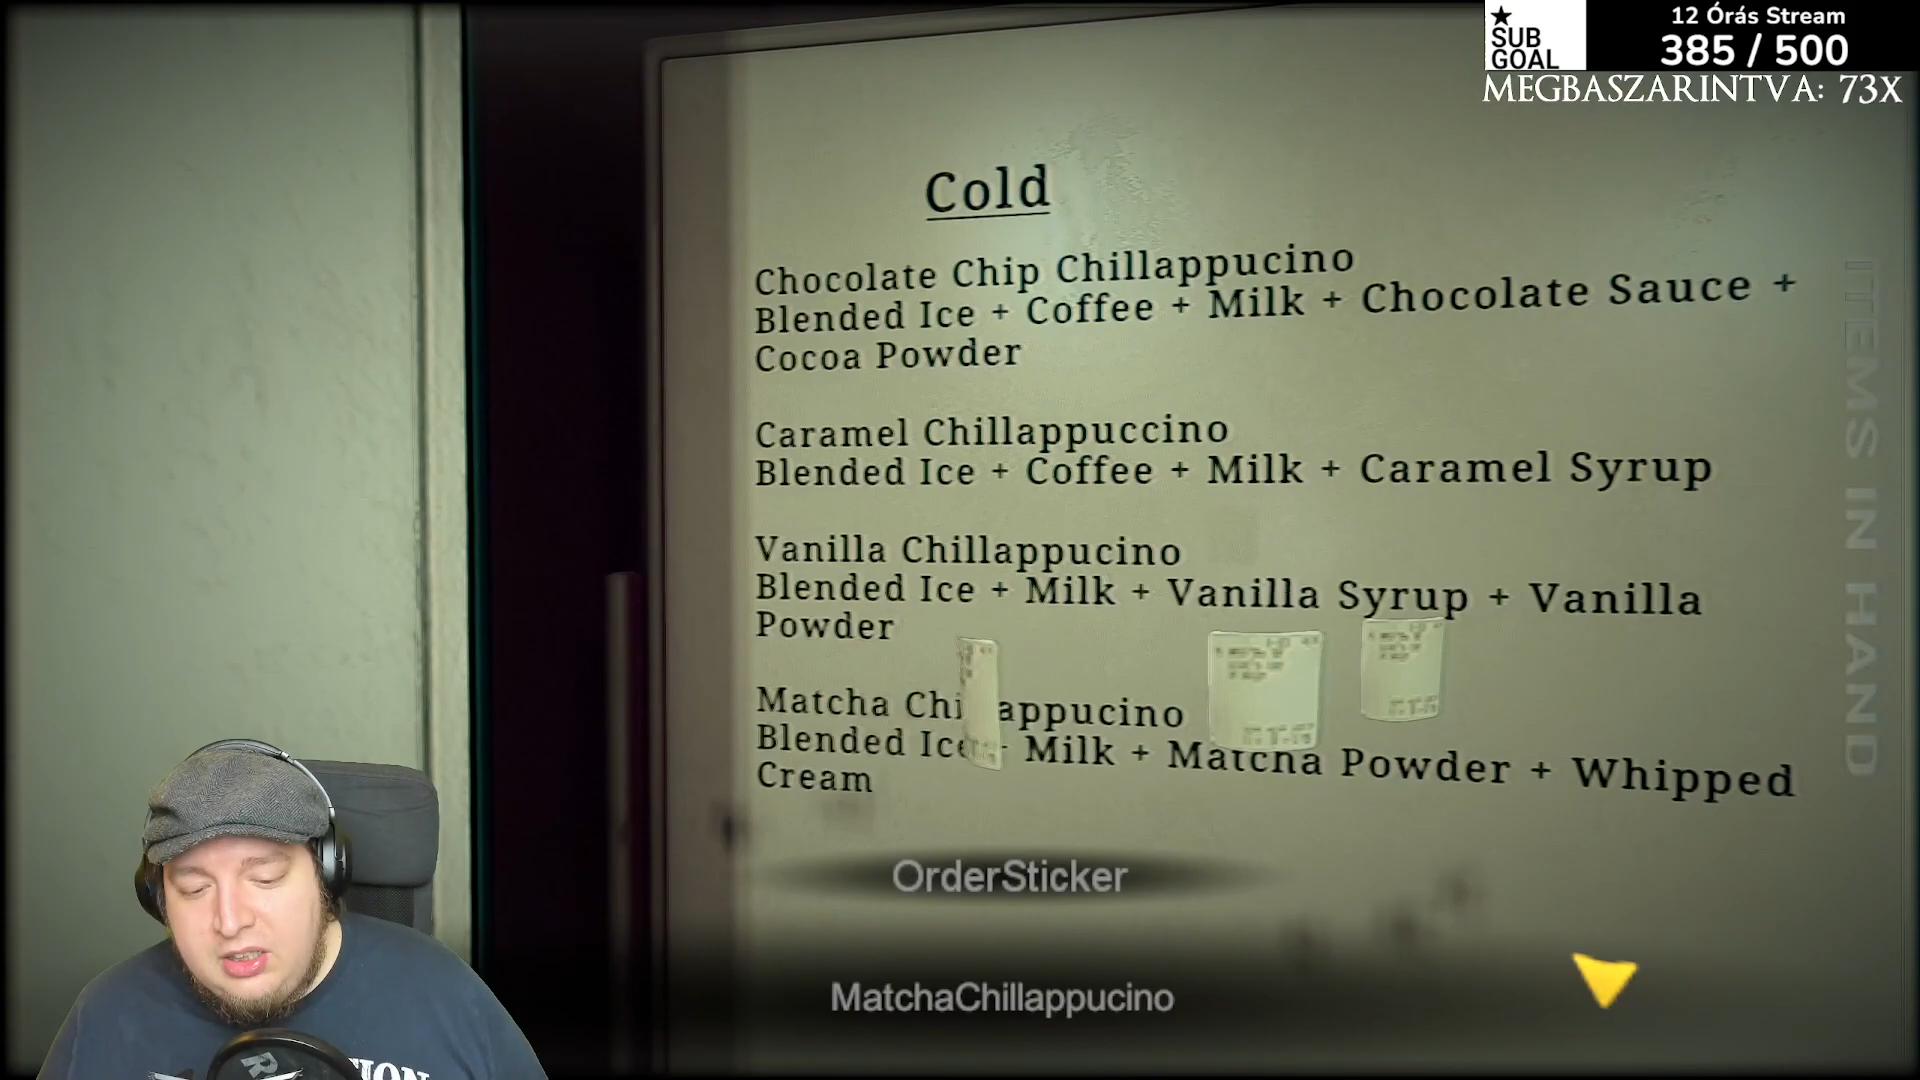 12 Órás Stream
SUB
GOAL
385 / 500
MEGBASZARINTVA: 73X
Cold
Chocolate Chip Chillappucino
Blended Ice + Coffee + Milk + Chocolate Sauce +
Cocoa Powder
Caramel Chillappuccino
Blended Ice + Coffee + Milk + Caramel Syrup
Vanilla Chillappucino
Blended Ice + Milk + Vanilla Syrup + Vanilla
Powder
Matcha Chi appucino
Blended Ice + Milk + Matcha Powder + Whipped
Cream
ITEMS IN HAND
OrderSticker
MatchaChillappucino